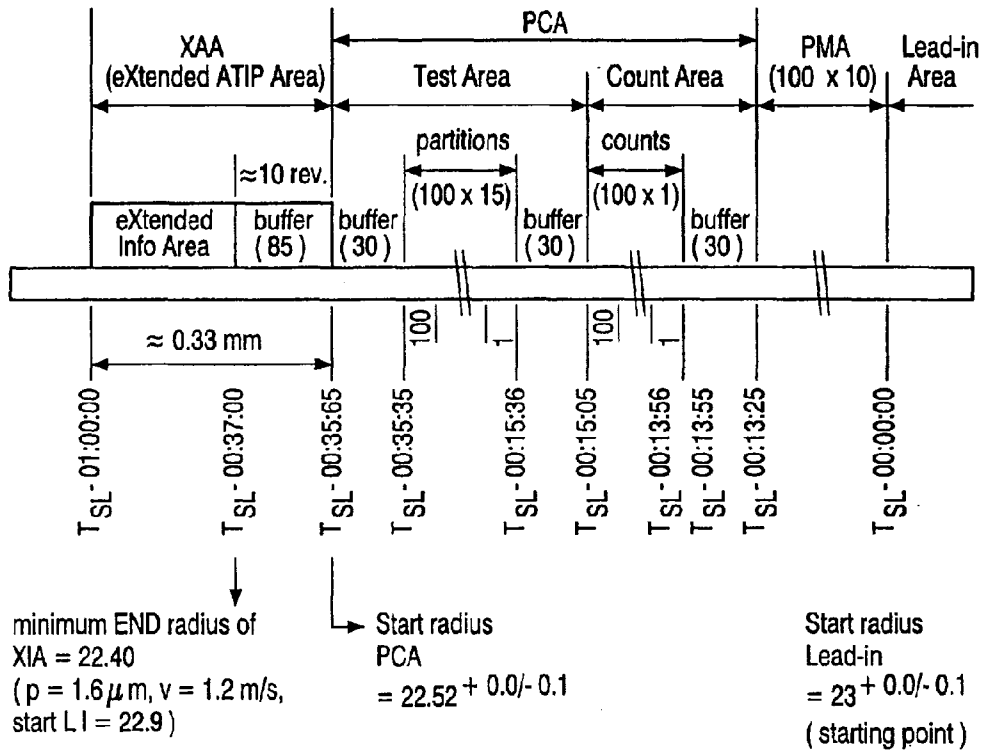 PCA
XAA
(eXtended ATIP Area)
Test Area
Count Area
PMA
(100 x 10)
Lead-in
Area
partitions
(100 x 15)
counts
(100 x 1)
≈10 rev.
eXtended
Info Area
buffer
( 85 )
buffer
( 30 )
buffer
( 30 )
buffer
( 30 )
≈ 0.33 mm
100
1
100
1
TSL- 01:00:00
TSL- 00:37:00
TSL- 00:35:65
TSL- 00:35:35
TSL- 00:15:36
TSL- 00:15:05
TSL- 00:13:56
TSL- 00:13:55
TSL- 00:13:25
TSL- 00:00:00
minimum END radius of
XIA = 22.40
( p = 1.6 μm, v = 1.2 m/s,
start L I = 22.9 )
Start radius
PCA
= 22.52 + 0.0/- 0.1
Start radius
Lead-in
= 23 + 0.0/- 0.1
( starting point )